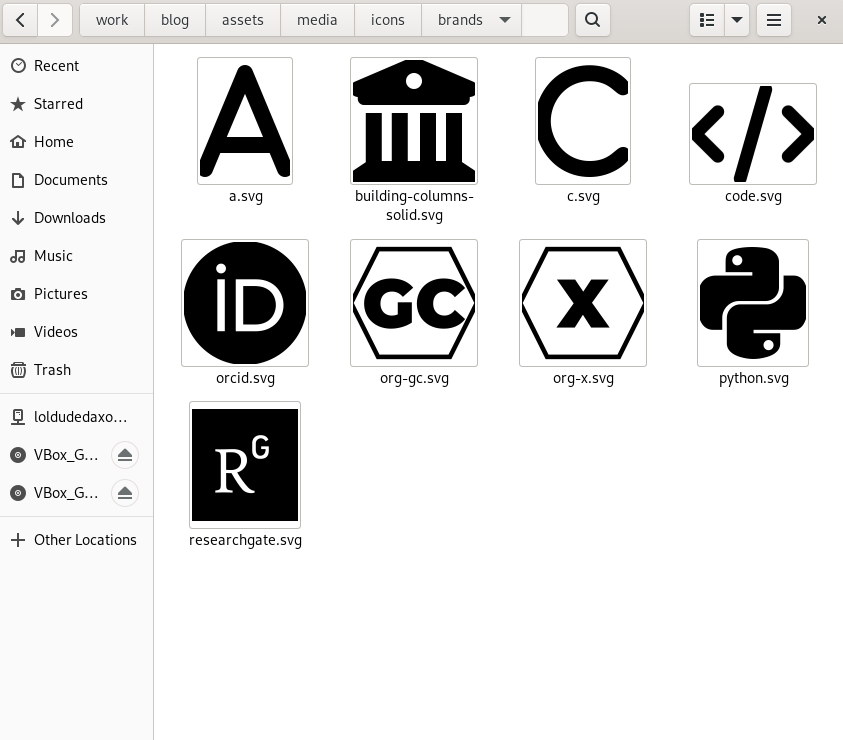 work blog assets media icons brands
Recent
Starred
Home
Documents
Downloads
Music
Pictures
Videos
Trash
loldudedaxo...
VBox_G...
VBox_G...
Other Locations
A
a.svg
building-columns-
solid.svg
C
c.svg
</>
code.svg
iD
orcid.svg
GC
org-gc.svg
X
org-x.svg
python.svg
RG
researchgate.svg